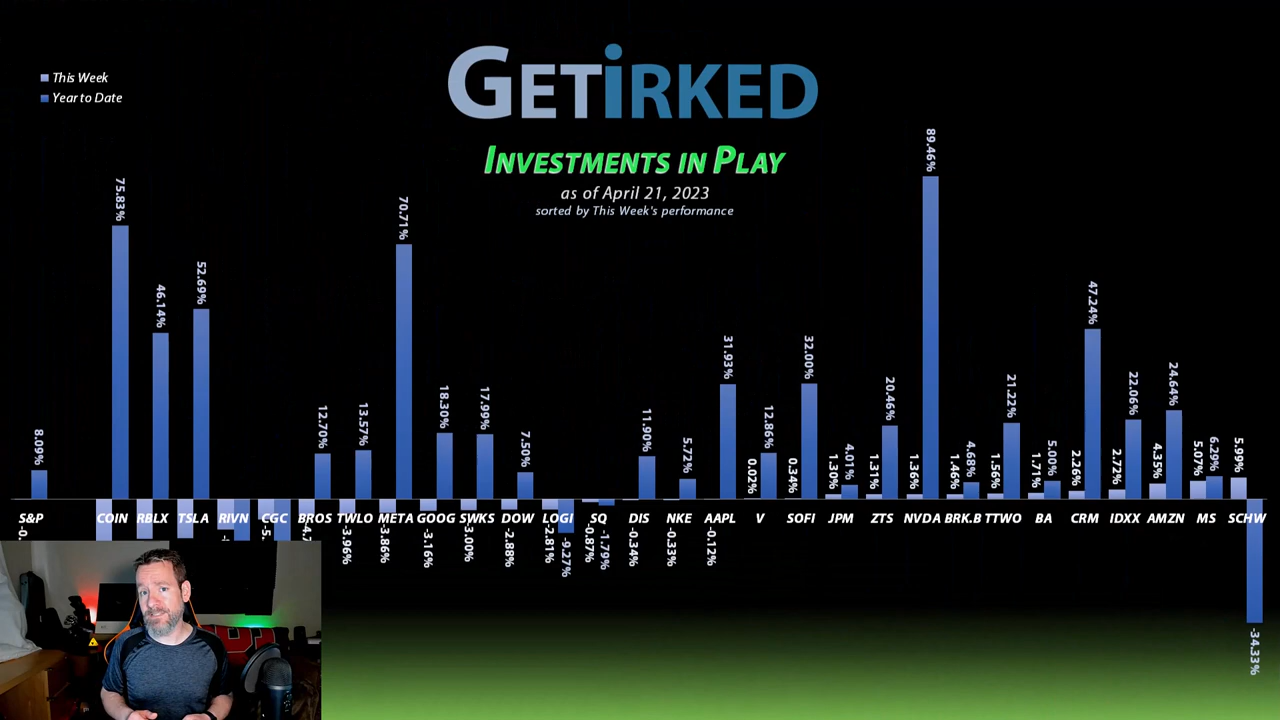 This Week
Year to Date
GETiRKED
INVESTMENTS IN PLAY
as of April 21, 2023
sorted by This Week's performance
8.09% 75.83% 46.14% 52.69% 12.70% 13.57% 70.71% 18.30% 17.99% 7.50% 11.90% 5.72% 31.93% 0.02% 12.86% 0.34% 32.00% 1.30% 4.01% 1.31% 20.46% 1.36% 89.46% 1.46% 4.68% 1.56% 21.22% 1.71% 5.00% 2.26% 47.24% 2.72% 22.06% 4.35% 24.64% 5.07% 6.29% 5.99%
S&P COIN RBLX TSLA RIVN CGC BROS TWLO META GOOG SWKS DOW LOGI SQ DIS NKE AAPL V SOFI JPM ZTS NVDA BRK.B TTWO BA CRM IDXX AMZN MS SCHW
-3.96% -3.86% -3.16% -3.00% -2.88% -2.81% -9.27% -0.87% -1.79% -0.34% -0.33% -0.12% -34.33%